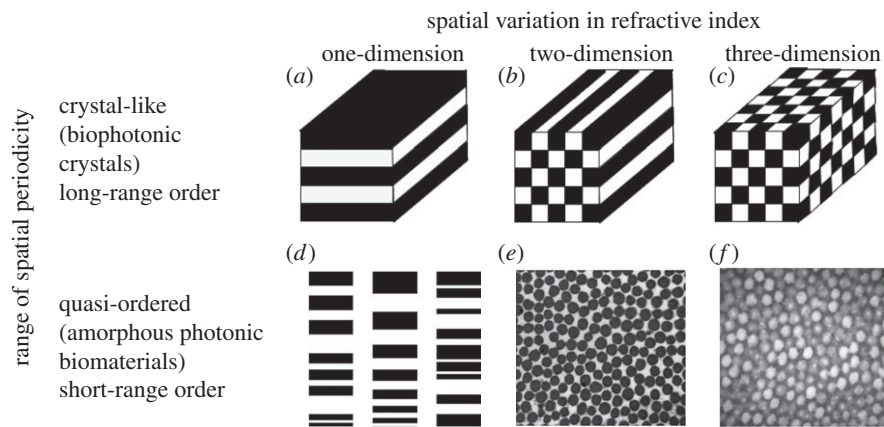 spatial variation in refractive index
one-dimension two-dimension three-dimension
(a) (b) (c)
range of spatial periodicity
crystal-like
(biophotonic
crystals)
long-range order
(d) (e) (f)
quasi-ordered
(amorphous photonic
biomaterials)
short-range order